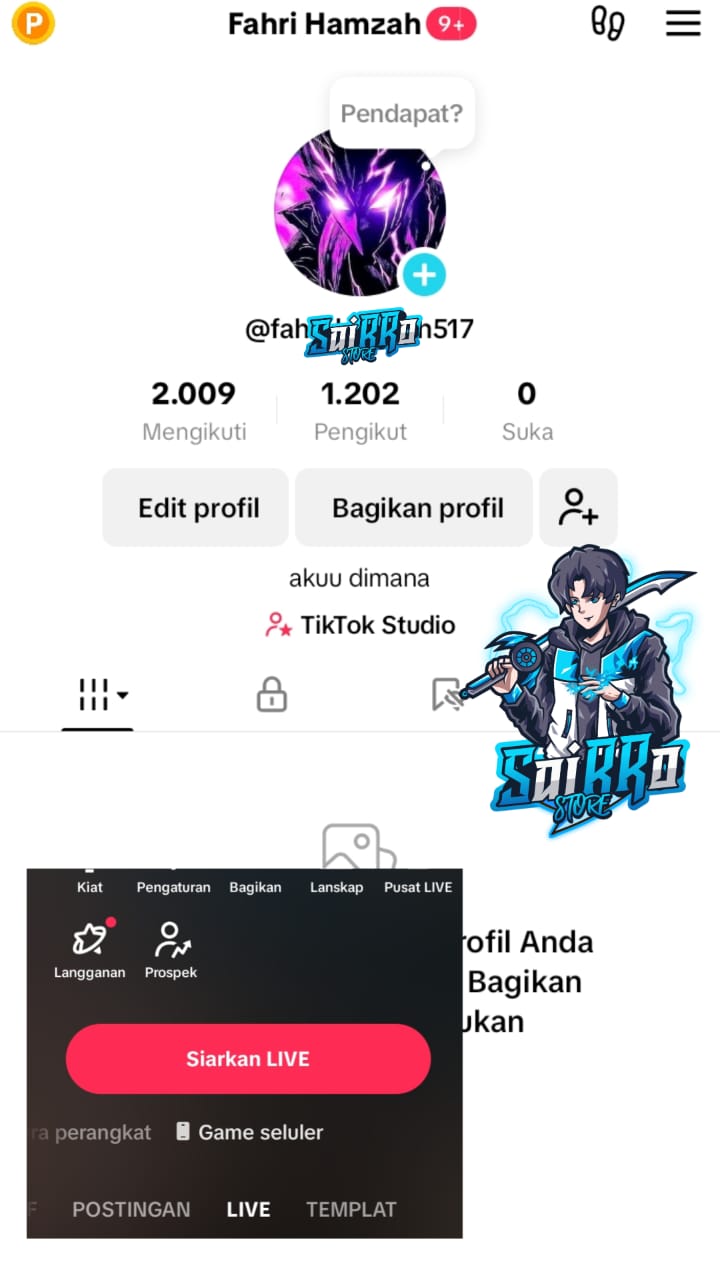 P
Fahri Hamzah 9+
Pendapat?
@fah n517
SaiRRo
STORE
2.009 1.202 0
Mengikuti Pengikut Suka
Edit profil Bagikan profil
akuu dimana
TikTok Studio
SaiRRo
STORE
Kiat Pengaturan Bagikan Lanskap Pusat LIVE
Langganan Prospek
rofil Anda
Bagikan
ukan
Siarkan LIVE
ra perangkat Game seluler
POSTINGAN LIVE TEMPLAT